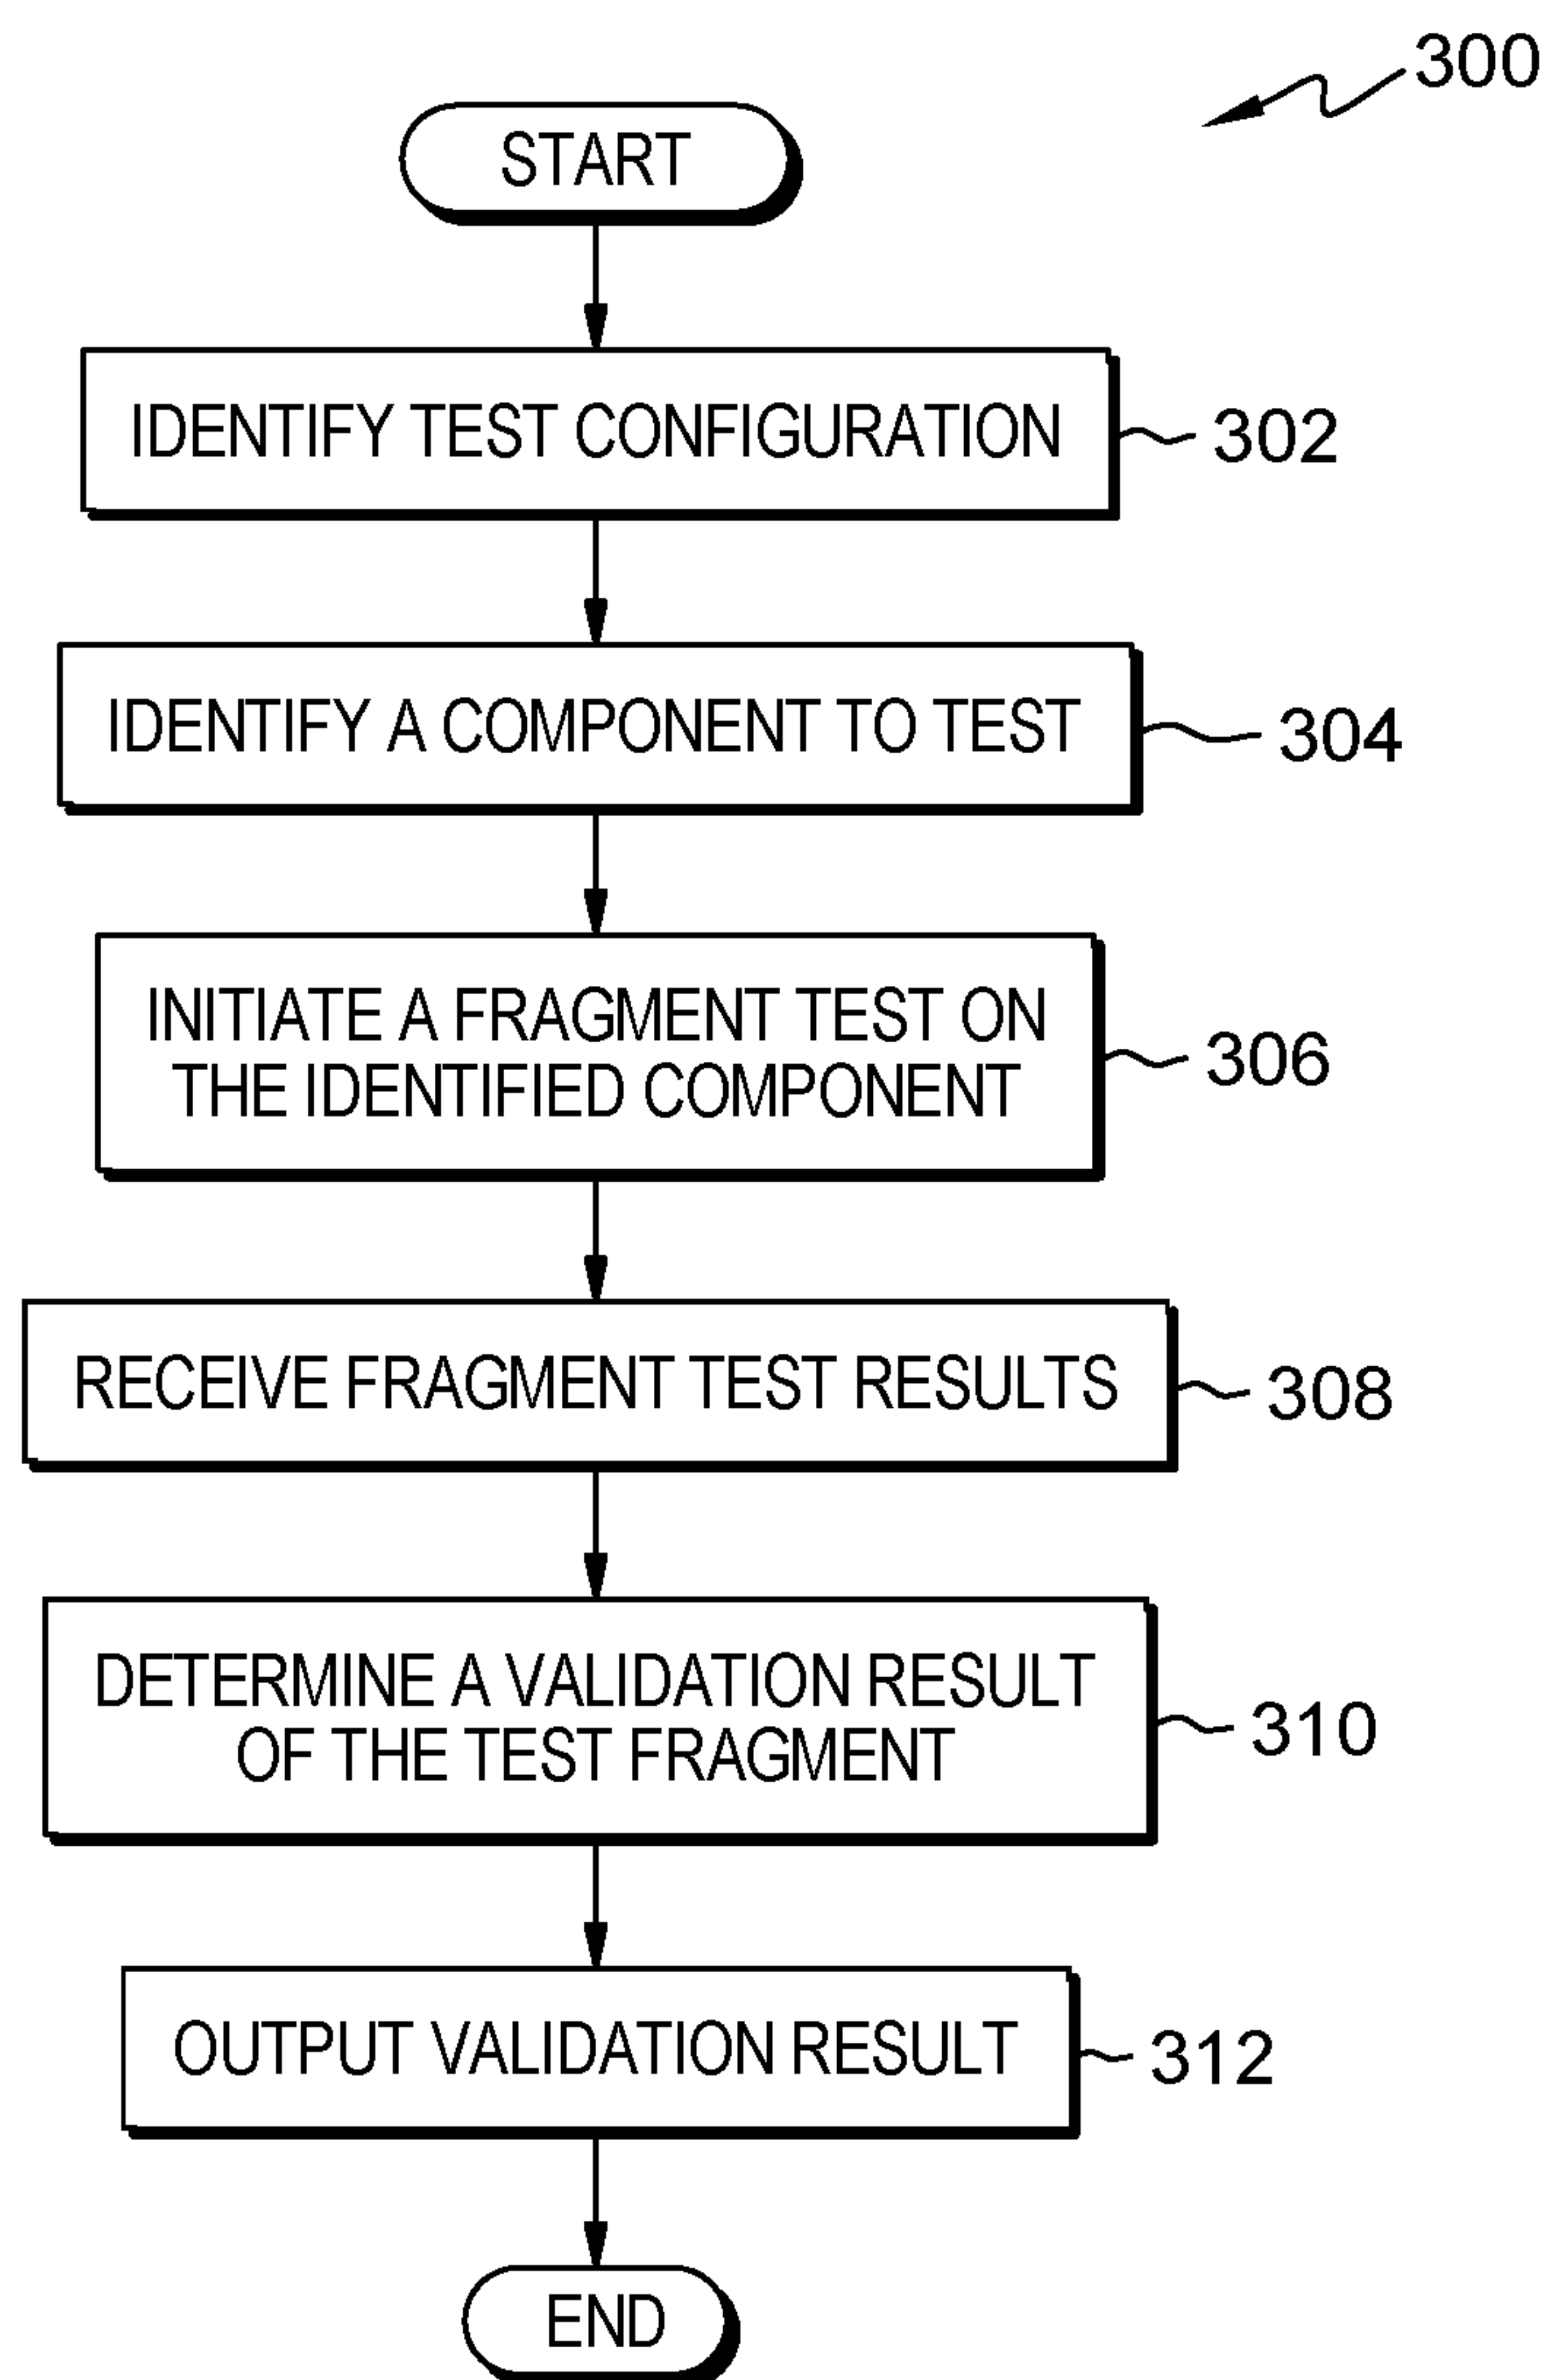 300
START
IDENTIFY TEST CONFIGURATION
302
IDENTIFY A COMPONENT TO TEST
304
INITIATE A FRAGMENT TEST ON
THE IDENTIFIED COMPONENT
306
RECEIVE FRAGMENT TEST RESULTS
308
DETERMINE A VALIDATION RESULT
OF THE TEST FRAGMENT
310
OUTPUT VALIDATION RESULT
312
END